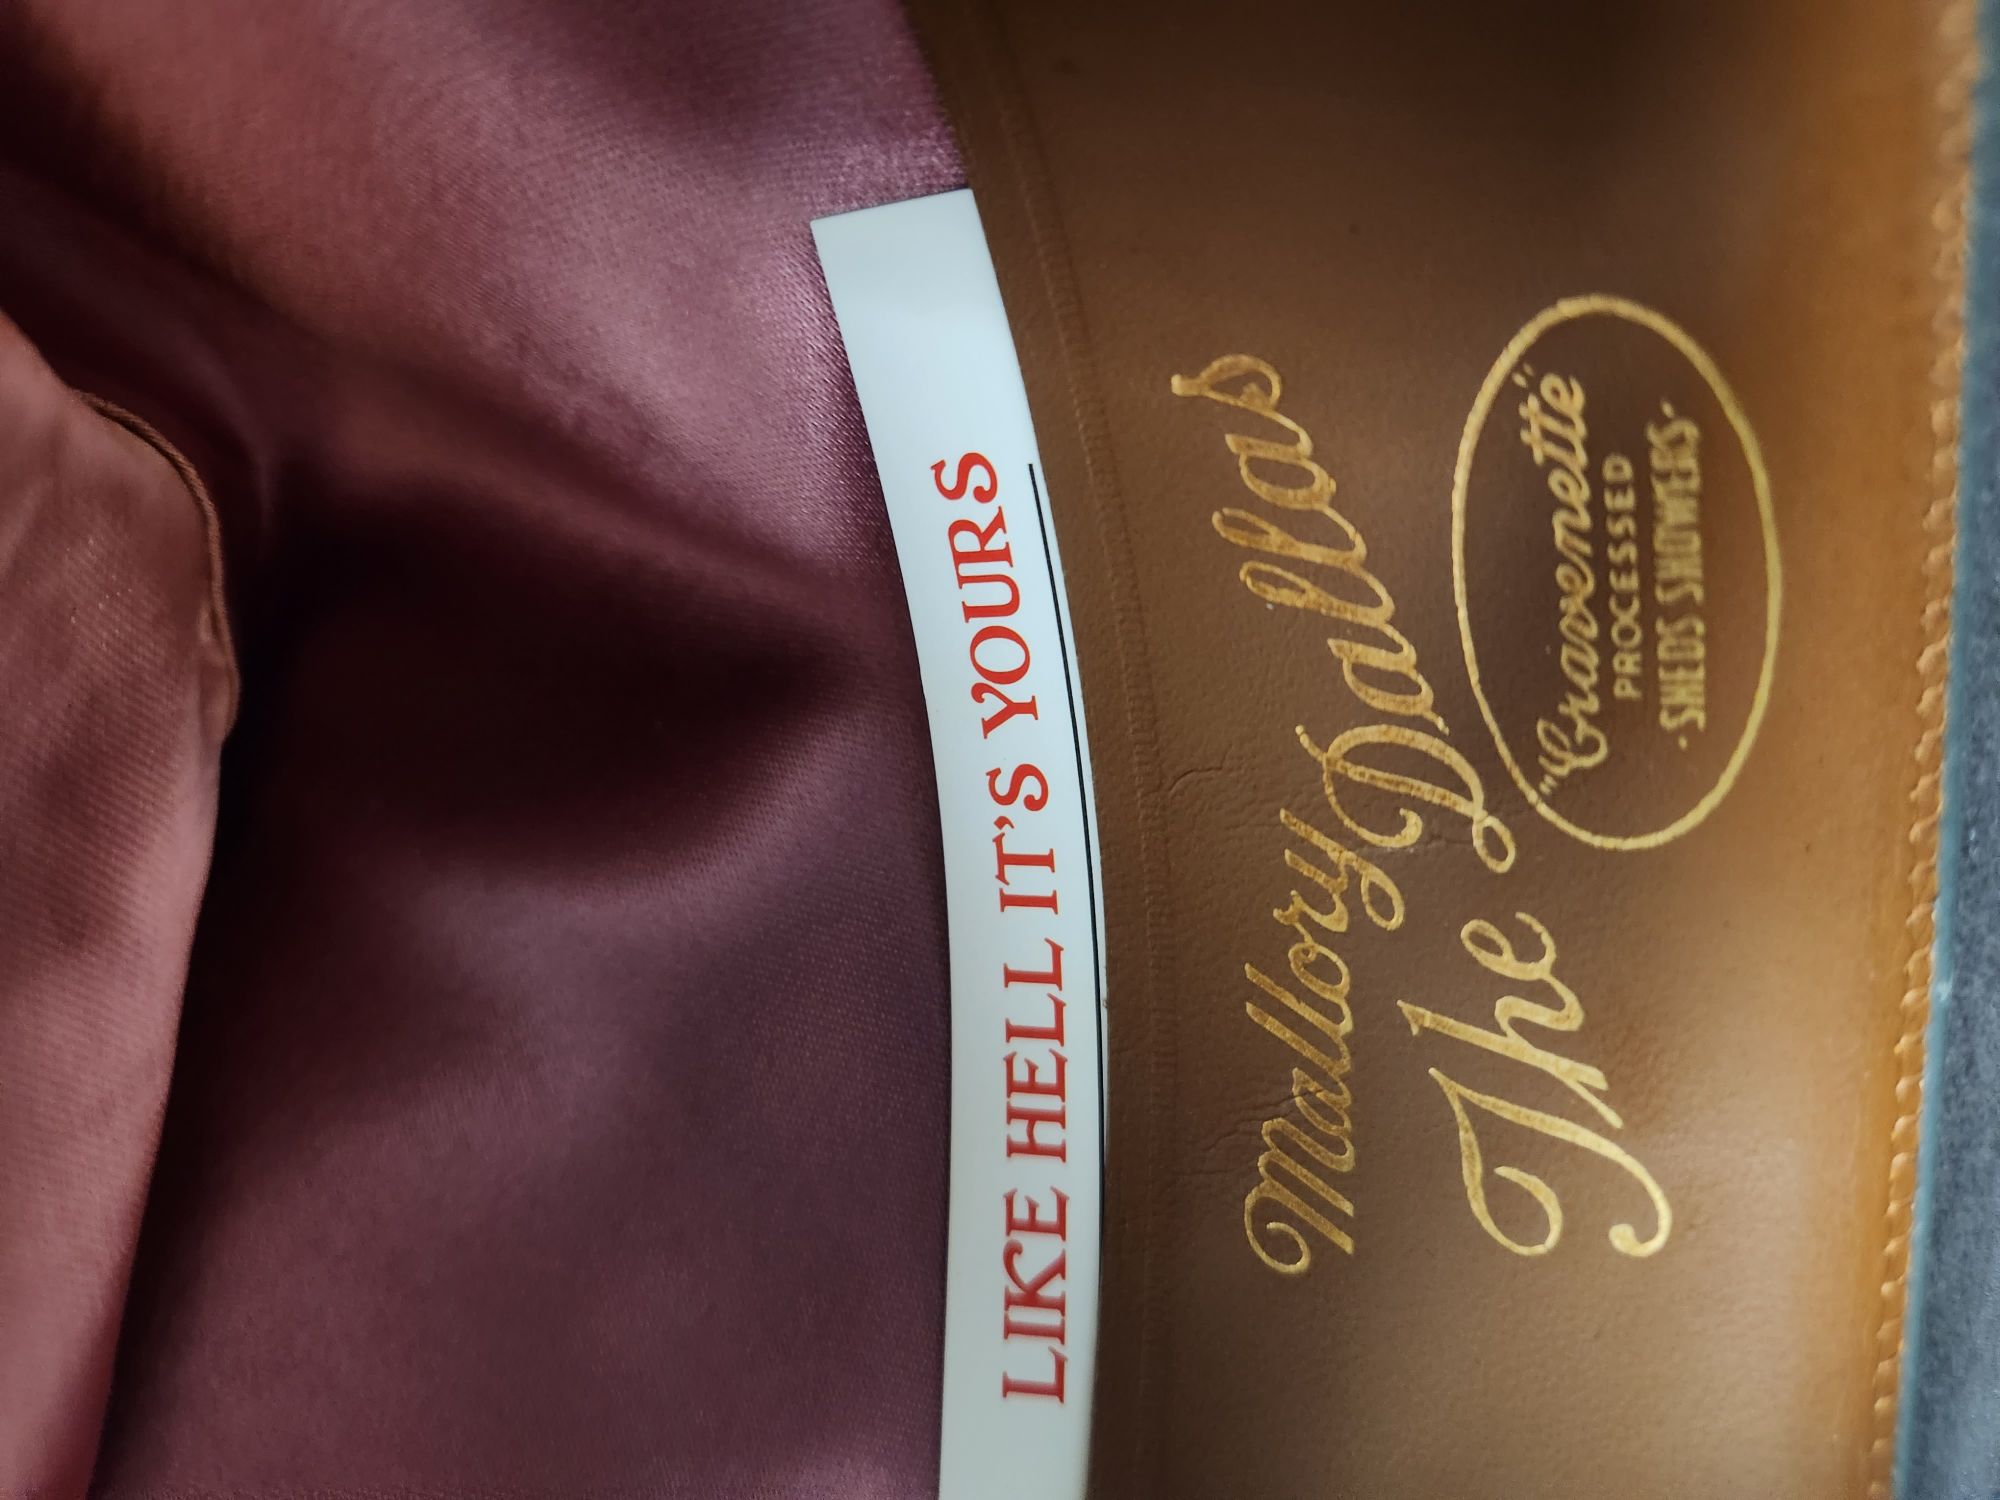 LIKE HELL IT'S YOURS
Mallory Dallas
The
"Cravenette"
PROCESSED
·SHEDS SHOWERS·